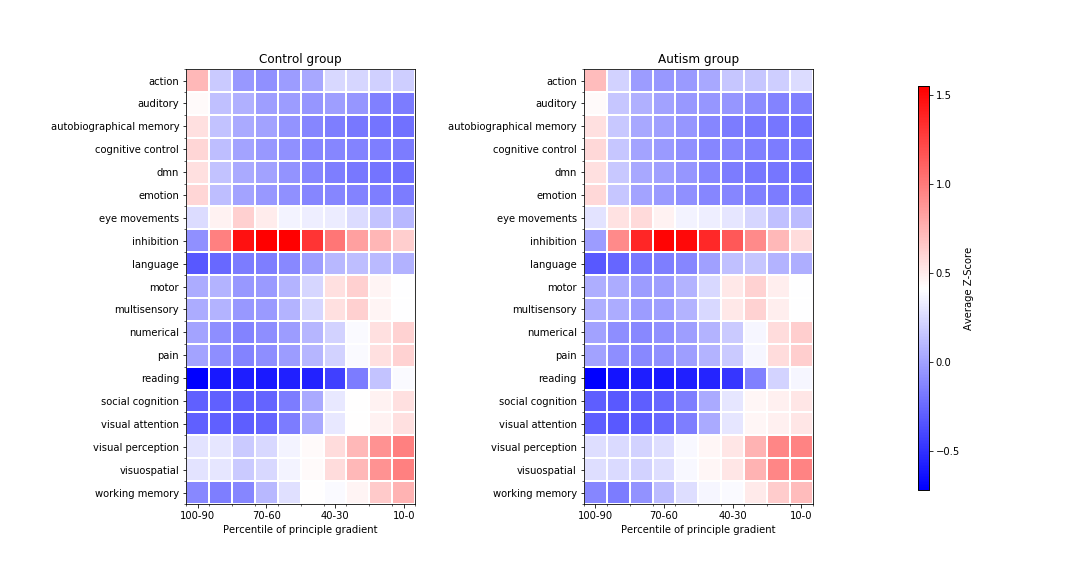 Control group
action
auditory
autobiographical memory
cognitive control
dmn
emotion
eye movements
inhibition
language
motor
multisensory
numerical
pain
reading
social cognition
visual attention
visual perception
visuospatial
working memory
100-90 70-60 40-30 10-0
Percentile of principle gradient
Autism group
action
auditory
autobiographical memory
cognitive control
dmn
emotion
eye movements
inhibition
language
motor
multisensory
numerical
pain
reading
social cognition
visual attention
visual perception
visuospatial
working memory
100-90 70-60 40-30 10-0
Percentile of principle gradient
1.5
1.0
0.5
0.0
−0.5
Average Z-Score